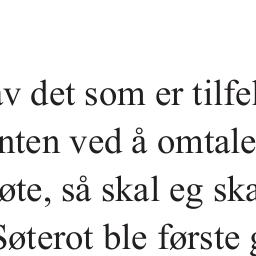 av det som er tilfel
nten ved å omtale
øte, så skal eg ska
Søterot ble første g